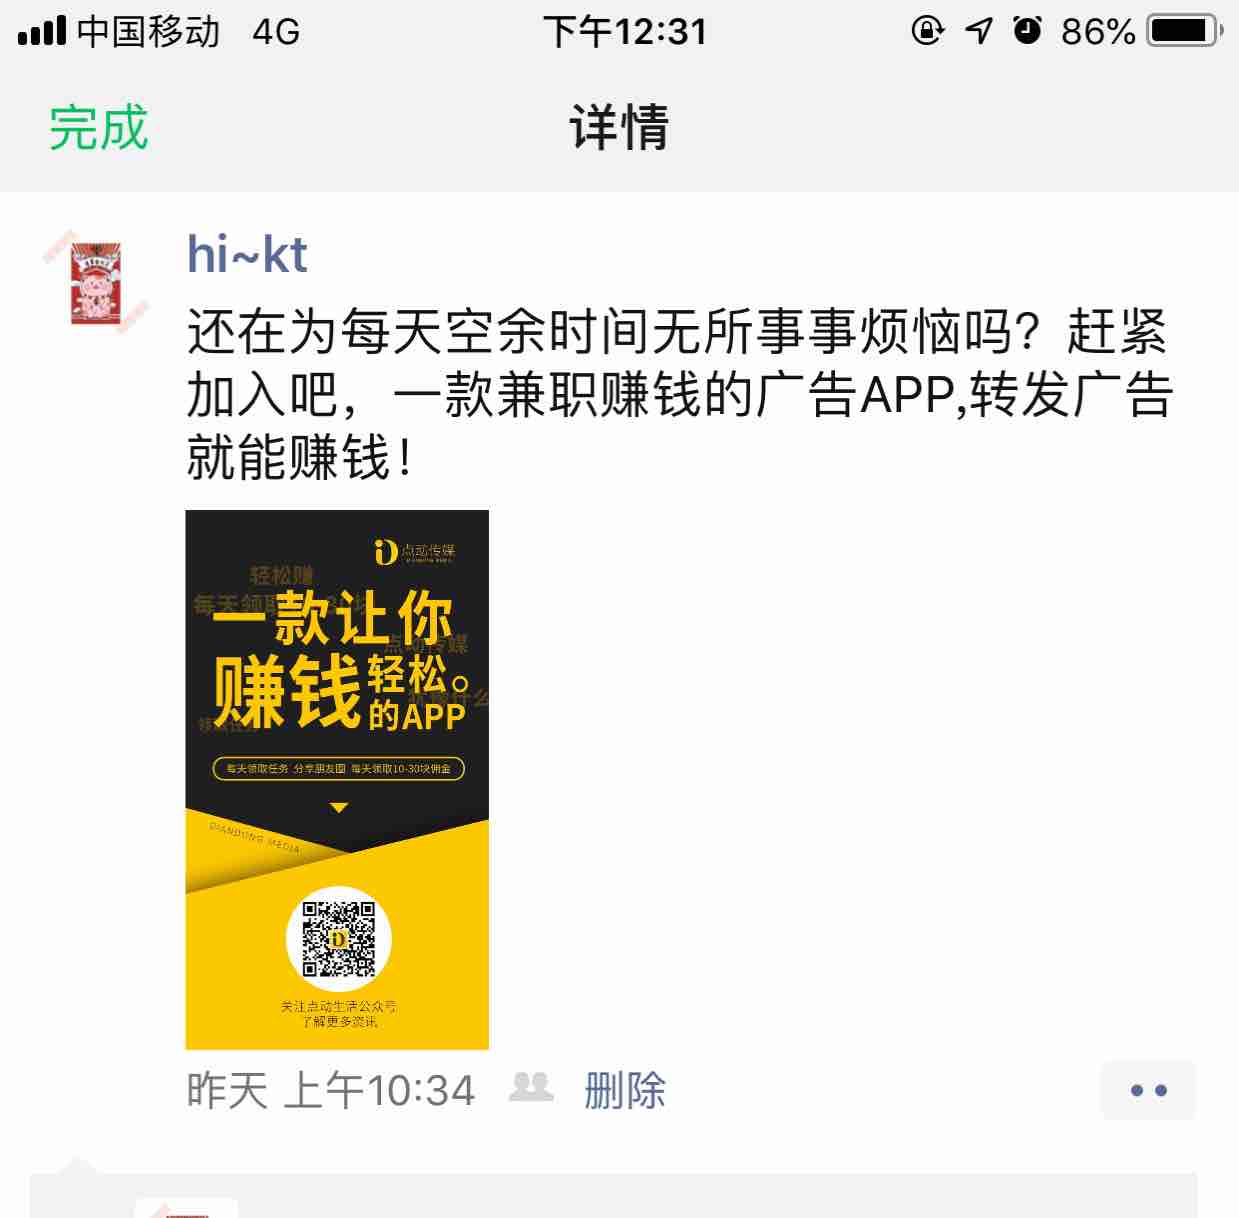 中国移动 4G 下午12:31 86%
完成 详情
hi~kt
还在为每天空余时间无所事事烦恼吗？赶紧
加入吧，一款兼职赚钱的广告APP,转发广告
就能赚钱！
点动传媒
轻松赚
每天领取
一款让你
点动传媒
赚钱轻松。
的APP
每天领取任务 分享朋友圈 每天领取10-30块佣金
DIANDONG MEDIA
关注点动生活公众号
了解更多资讯
昨天 上午10:34 删除